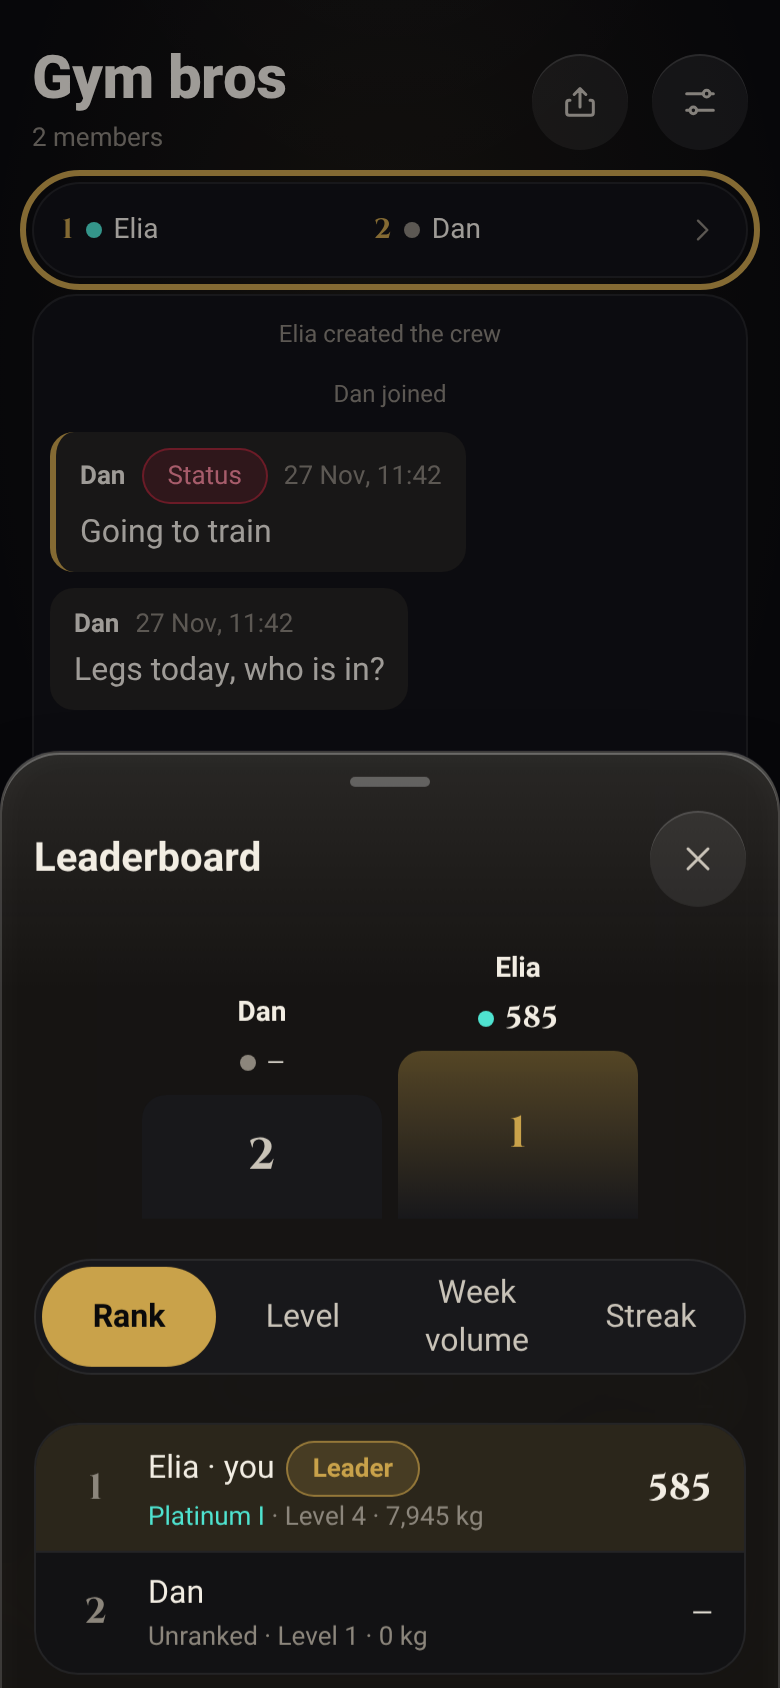 Gym bros
2 members
1 Elia 2 Dan
Elia created the crew
Dan joined
Dan Status 27 Nov, 11:42
Going to train
Dan 27 Nov, 11:42
Legs today, who is in?
Leaderboard
Elia
585
Dan
–
1
2
Rank Level Week volume Streak
1 Elia · you Leader 585
Platinum I · Level 4 · 7,945 kg
2 Dan –
Unranked · Level 1 · 0 kg